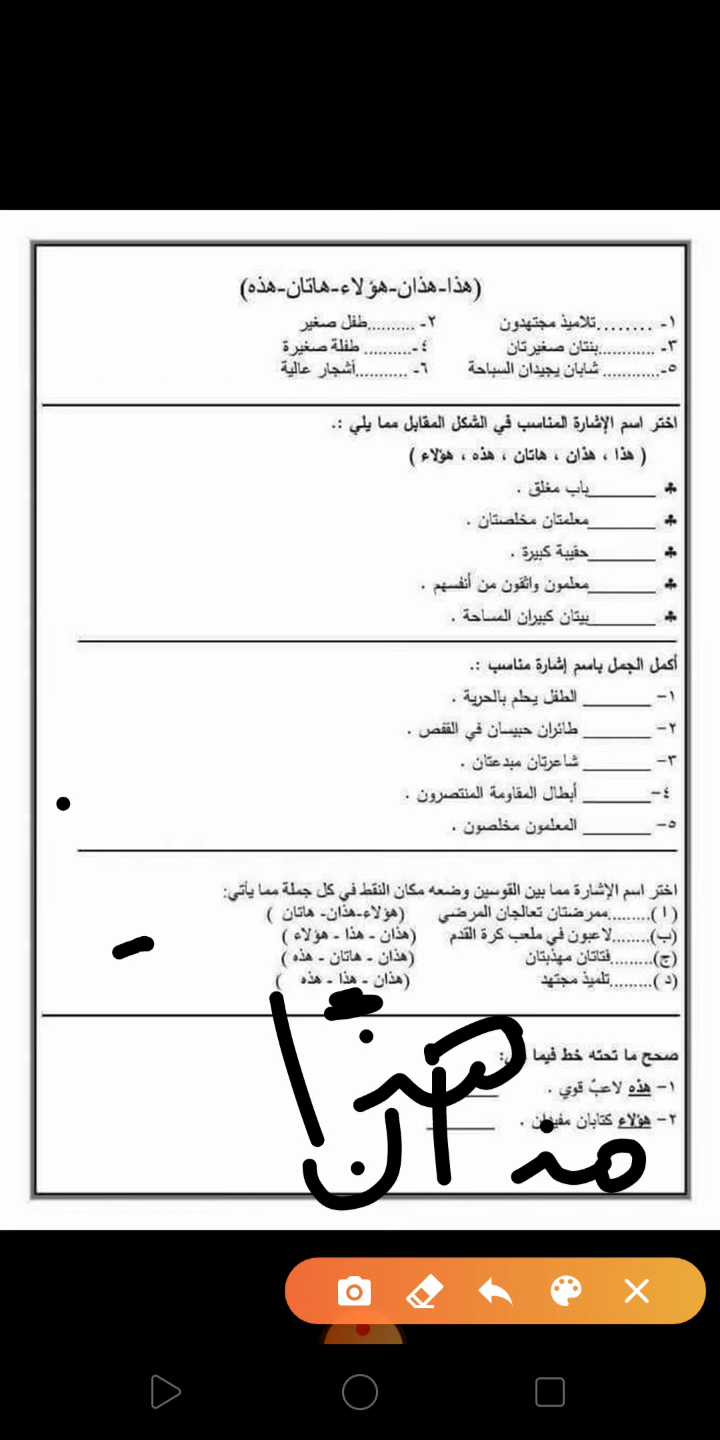 (هذا-هذان-هؤلاء-هاتان-هذه)
١- ........تلاميذ مجتهدون ٢- ..........طفل صغير
٣- ............بنتان صغيرتان ٤-.......... طفلة صغيرة
٥-............ شابان يجيدان السباحة ٦- ...........أشجار عالية
اختر اسم الإشارة المناسب في الشكل المقابل مما يلي :.
( هذا ، هذان ، هاتان ، هذه ، هؤلاء )
♣ ________باب مغلق .
♣ ________معلمتان مخلصتان .
♣ ________حقيبة كبيرة .
♣ ________معلمون واثقون من أنفسهم .
♣ ________بيتان كبيران المساحة .
أكمل الجمل باسم إشارة مناسب :.
١- ________ الطفل يحلم بالحرية .
٢- ________ طائران حبيسان في القفص .
٣- ________ شاعرتان مبدعتان .
٤-________ أبطال المقاومة المنتصرون .
٥- ________ المعلمون مخلصون .
اختر اسم الإشارة مما بين القوسين وضعه مكان النقط في كل جملة مما يأتي:
(ا).........ممرضتان تعالجان المرضي (هؤلاء-هذان- هاتان )
(ب)........لاعبون في ملعب كرة القدم (هذان - هذا - هؤلاء )
(ج).........فتاتان مهذبتان (هذان - هاتان - هذه )
(د).........تلميذ مجتهد (هذان - هذا - هذه )
صحح ما تحته خط فيما :
١- هذه لاعبٌ قوي . هذا
٢- هؤلاء كتابان مفيدان . ________
هذان